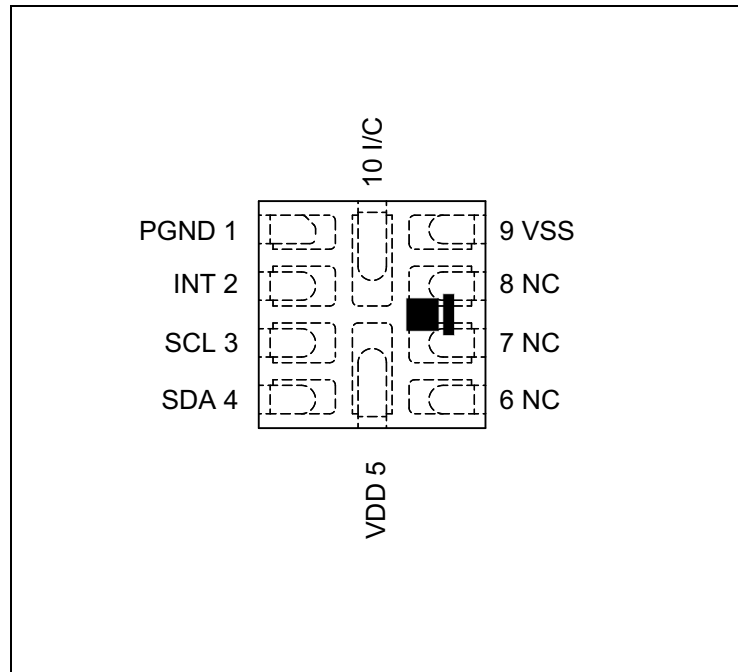 10 I/C
PGND 1
9 VSS
INT 2
8 NC
SCL 3
7 NC
SDA 4
6 NC
VDD 5